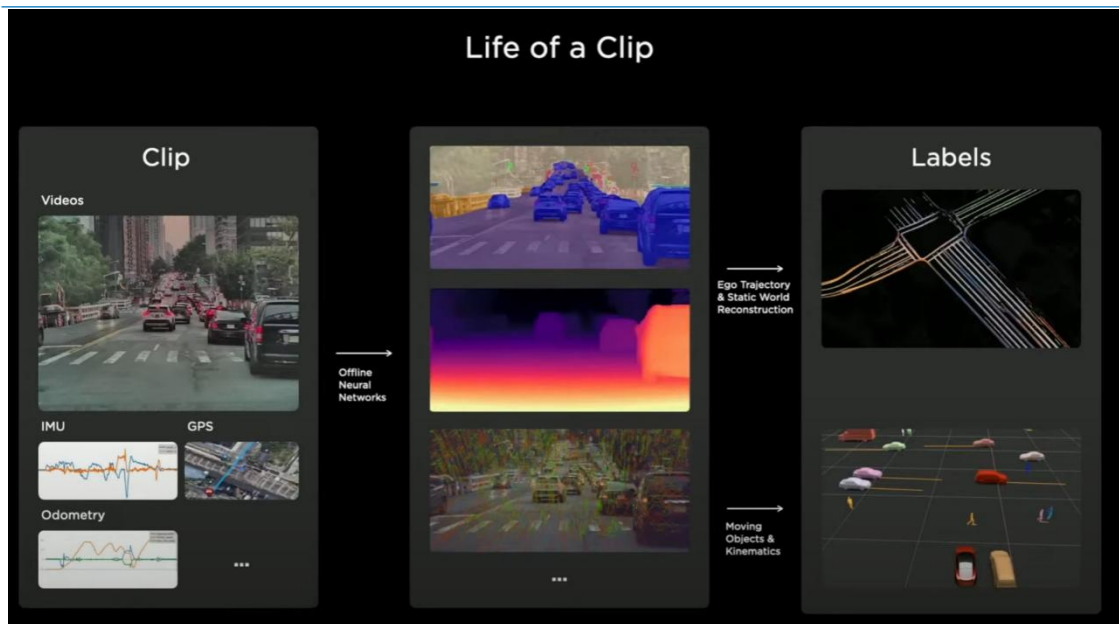 Life of a Clip
Clip
Videos
IMU
GPS
Odometry
...
Offline
Neural
Networks
...
Ego Trajectory
& Static World
Reconstruction
Moving
Objects &
Kinematics
Labels